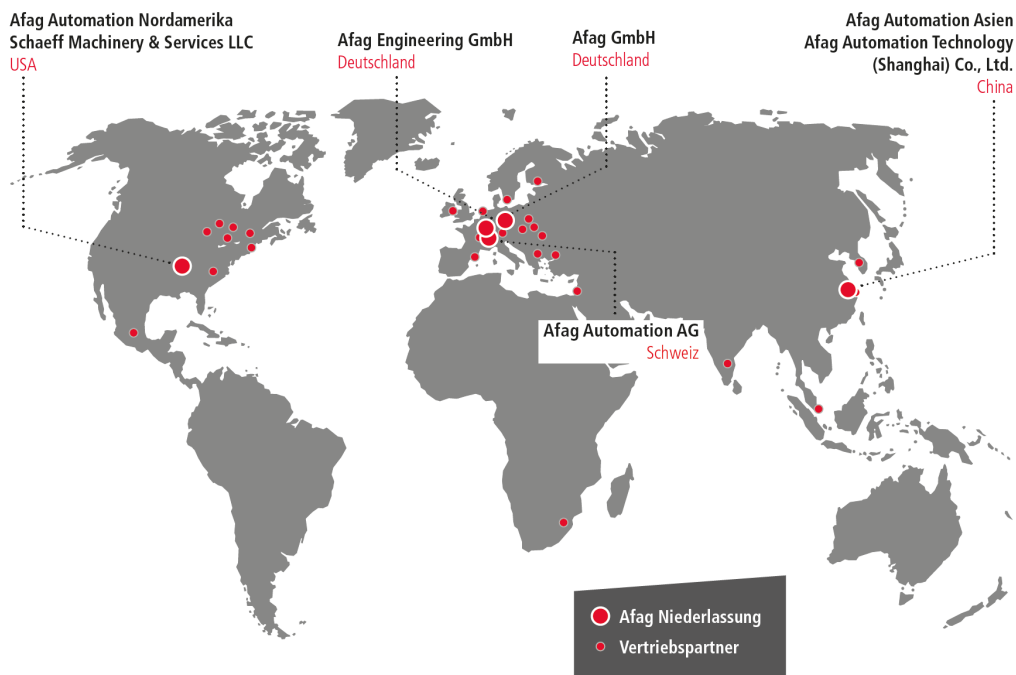 Afag Automation Nordamerika
Schaeff Machinery & Services LLC
USA
Afag Engineering GmbH
Deutschland
Afag GmbH
Deutschland
Afag Automation Asien
Afag Automation Technology
(Shanghai) Co., Ltd.
China
Afag Automation AG
Schweiz
Afag Niederlassung
Vertriebspartner